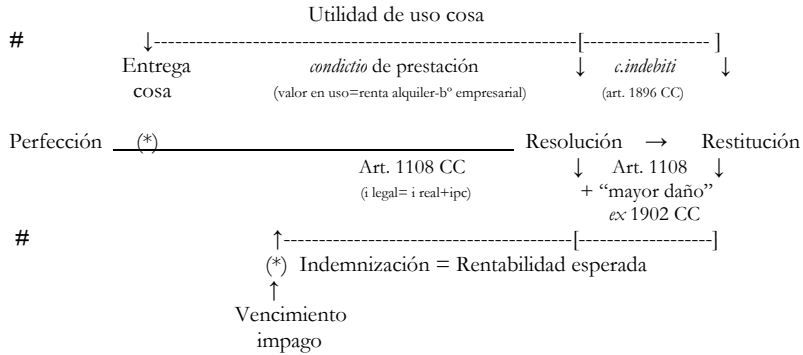 Utilidad de uso cosa
# ↓-----------------------------------------------------------[------------------ ]
Entrega condictio de prestación ↓ c.indebiti ↓
cosa (valor en uso=renta alquiler-bº empresarial) (art. 1896 CC)
Perfección (*) Resolución → Restitución
Art. 1108 CC ↓ Art. 1108 ↓
(i legal= i real+ipc) + “mayor daño”
ex 1902 CC
# ↑----------------------------------------[-------------------]
(*) Indemnización = Rentabilidad esperada
↑
Vencimiento
impago